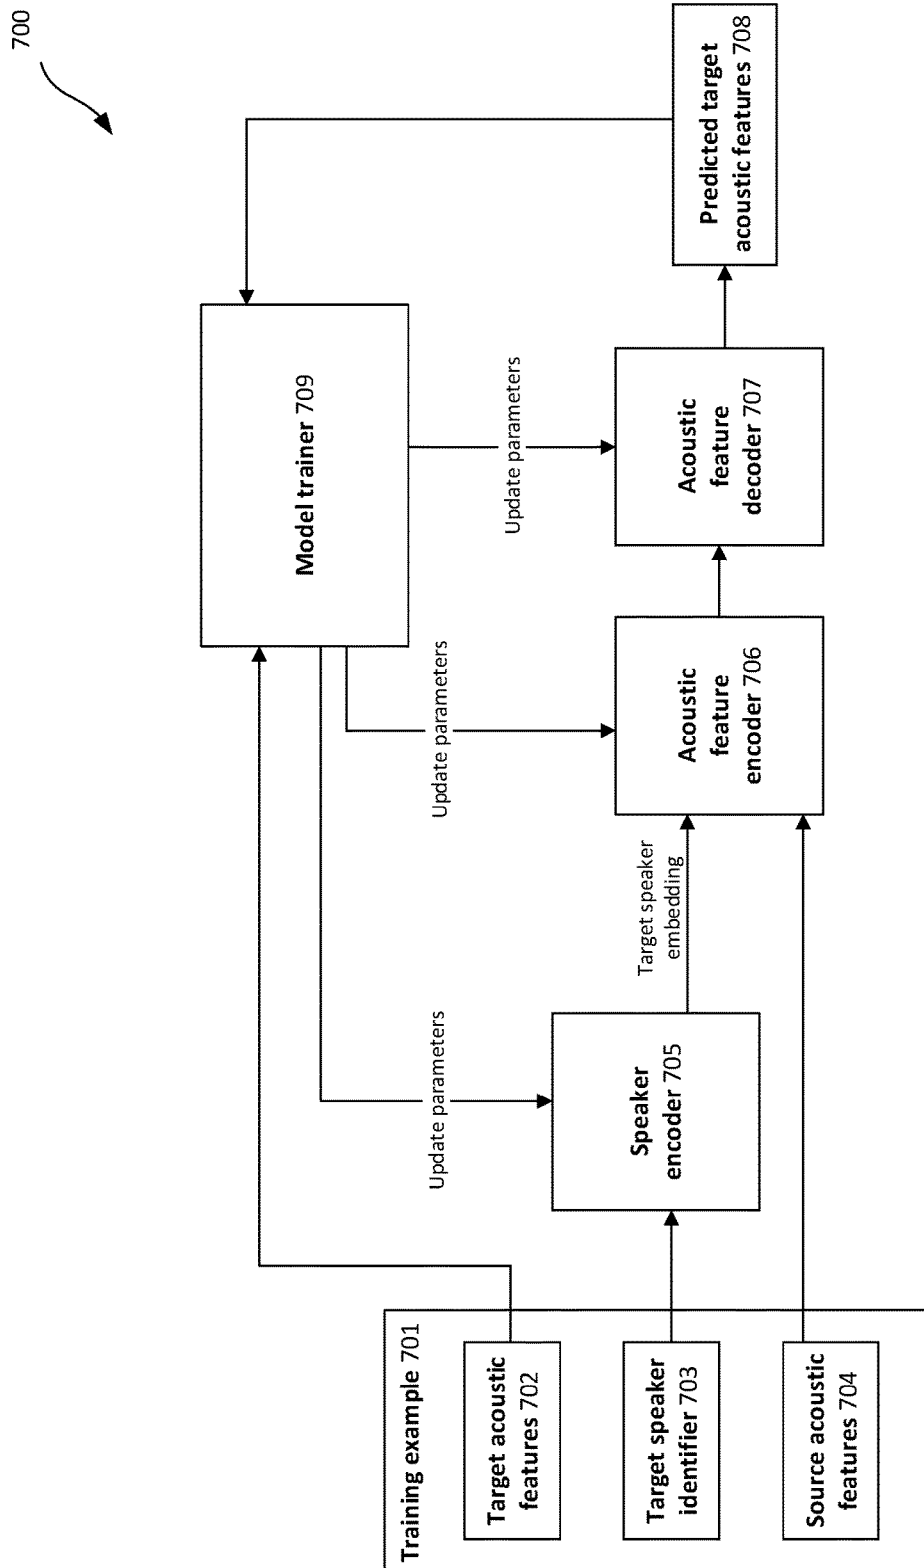 700
Training example 701
Target acoustic
features 702
Target speaker
identifier 703
Source acoustic
features 704
Update parameters
Speaker
encoder 705
Target speaker
embedding
Update parameters
Acoustic
feature
encoder 706
Model trainer 709
Update parameters
Acoustic
feature
decoder 707
Predicted target
acoustic features 708